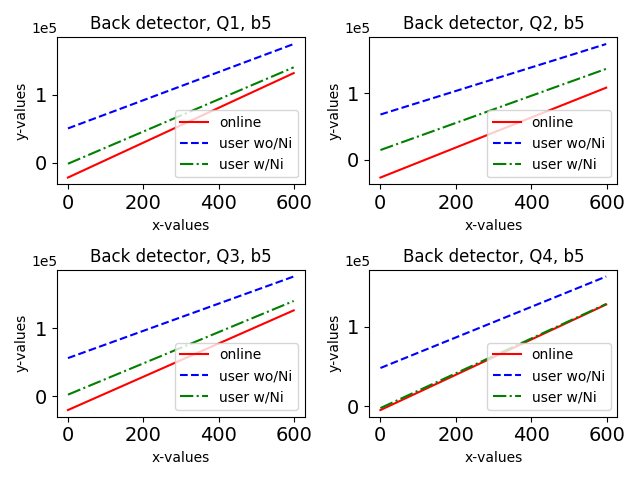 Back detector, Q1, b5
1e5
y-values
1
0
online
user wo/Ni
user w/Ni
0 200 400 600
x-values
Back detector, Q2, b5
1e5
y-values
1
0
online
user wo/Ni
user w/Ni
0 200 400 600
x-values
Back detector, Q3, b5
1e5
y-values
1
0
online
user wo/Ni
user w/Ni
0 200 400 600
x-values
Back detector, Q4, b5
1e5
y-values
1
0
online
user wo/Ni
user w/Ni
0 200 400 600
x-values